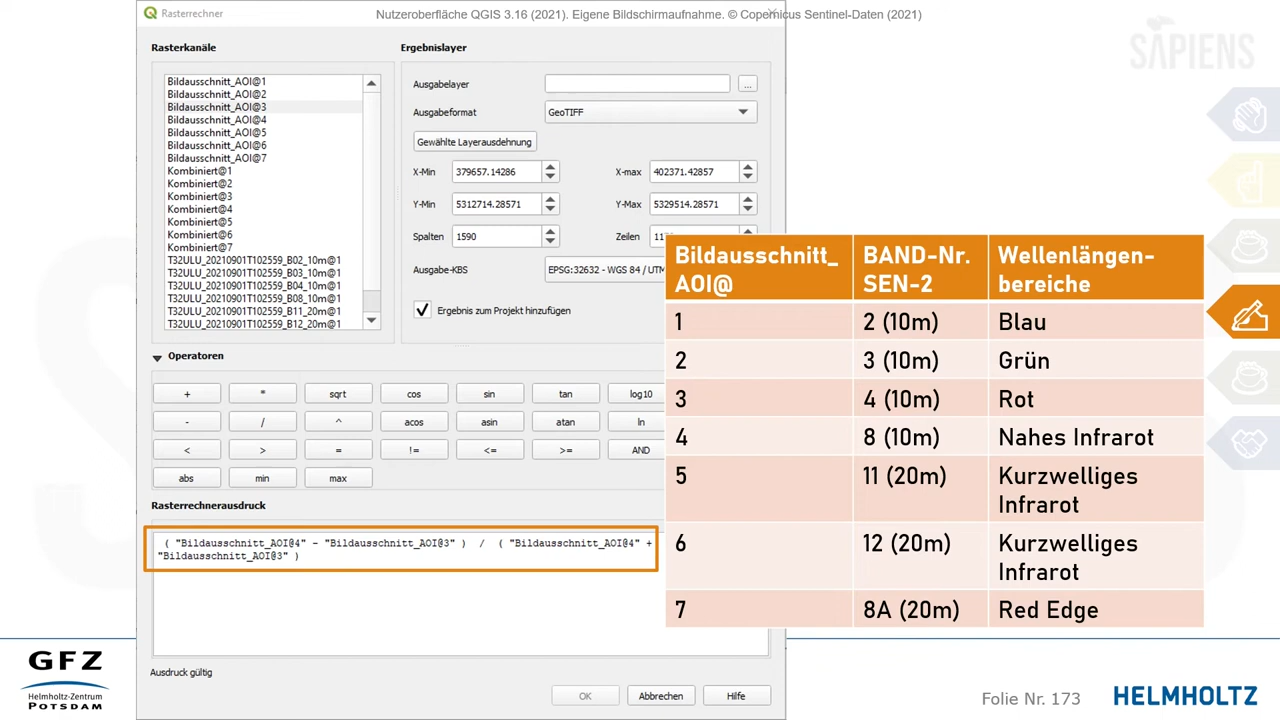 Rasterrechner
Nutzeroberfläche QGIS 3.16 (2021). Eigene Bildschirmaufnahme. © Copernicus Sentinel-Daten (2021)
SAPIENS
Rasterkanäle
Bildausschnitt_AOI@1
Bildausschnitt_AOI@2
Bildausschnitt_AOI@3
Bildausschnitt_AOI@4
Bildausschnitt_AOI@5
Bildausschnitt_AOI@6
Bildausschnitt_AOI@7
Kombiniert@1
Kombiniert@2
Kombiniert@3
Kombiniert@4
Kombiniert@5
Kombiniert@6
Kombiniert@7
T32ULU_20210901T102559_B02_10m@1
T32ULU_20210901T102559_B03_10m@1
T32ULU_20210901T102559_B04_10m@1
T32ULU_20210901T102559_B08_10m@1
T32ULU_20210901T102559_B11_20m@1
T32ULU_20210901T102559_B12_20m@1
Ergebnislayer
Ausgabelayer ...
Ausgabeformat GeoTIFF
Gewählte Layerausdehnung
X-Min 379657.14286 X-max 402371.42857
Y-Min 5312714.28571 Y-Max 5329514.28571
Spalten 1590 Zeilen
Ausgabe-KBS EPSG:32632 - WGS 84 / UTM
Ergebnis zum Projekt hinzufügen
Operatoren
+ * sqrt cos sin tan log10
- / ^ acos asin atan ln
< > = != <= >= AND
abs min max
Rasterrechnerausdruck
( "Bildausschnitt_AOI@4" - "Bildausschnitt_AOI@3" ) / ( "Bildausschnitt_AOI@4" +
"Bildausschnitt_AOI@3" )
Ausdruck gültig
OK Abbrechen Hilfe
Bildausschnitt_ BAND-Nr. Wellenlängen-
AOI@ SEN-2 bereiche
1 2 (10m) Blau
2 3 (10m) Grün
3 4 (10m) Rot
4 8 (10m) Nahes Infrarot
5 11 (20m) Kurzwelliges
Infrarot
6 12 (20m) Kurzwelliges
Infrarot
7 8A (20m) Red Edge
GFZ
Helmholtz-Zentrum
POTSDAM
Folie Nr. 173
HELMHOLTZ